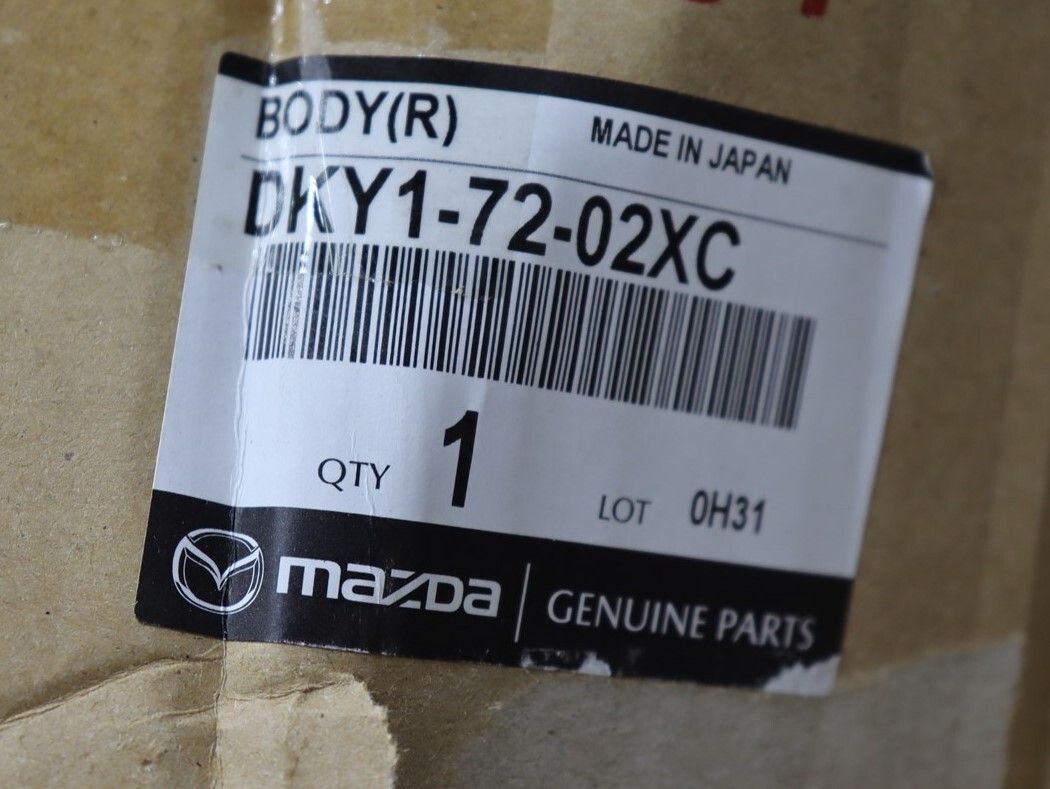 BODY(R)
MADE IN JAPAN
DKY1-72-02XC
QTY 1
LOT 0H31
mazda
GENUINE PARTS